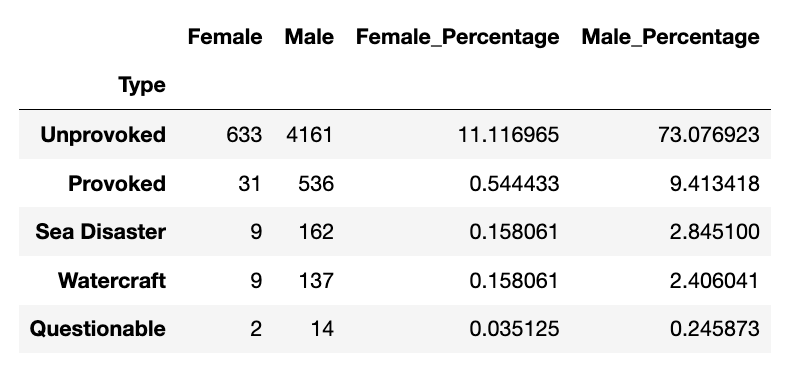 Female Male Female_Percentage Male_Percentage
Type
Unprovoked 633 4161 11.116965 73.076923
Provoked 31 536 0.544433 9.413418
Sea Disaster 9 162 0.158061 2.845100
Watercraft 9 137 0.158061 2.406041
Questionable 2 14 0.035125 0.245873